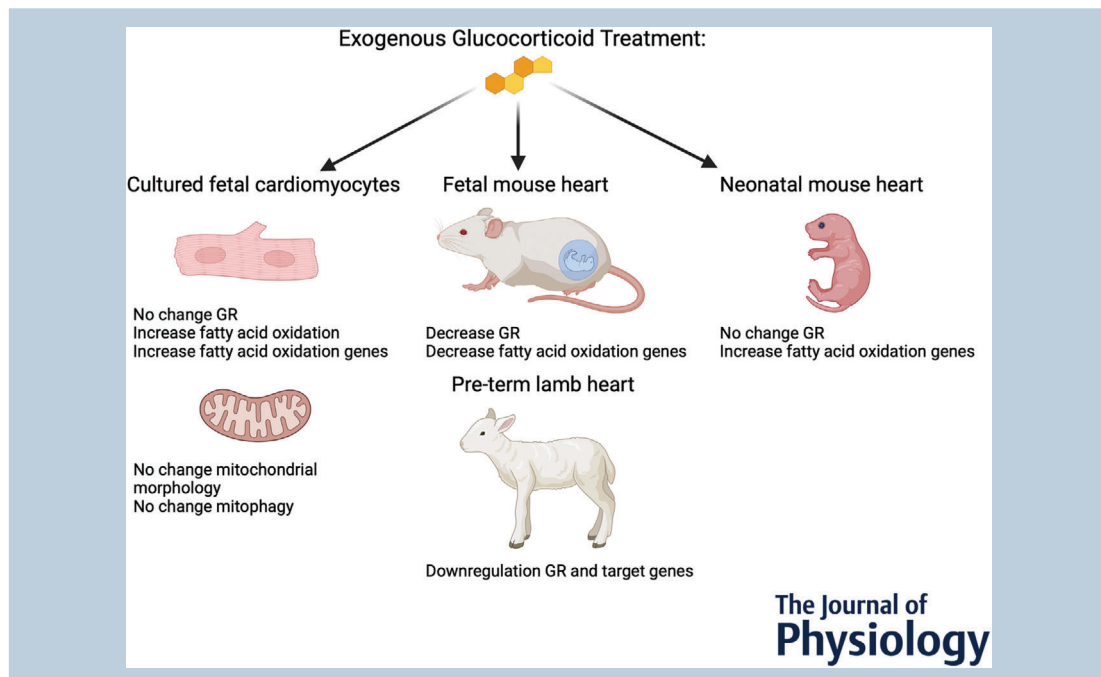 Exogenous Glucocorticoid Treatment:
Cultured fetal cardiomyocytes
No change GR
Increase fatty acid oxidation
Increase fatty acid oxidation genes
No change mitochondrial
morphology
No change mitophagy
Fetal mouse heart
Decrease GR
Decrease fatty acid oxidation genes
Pre-term lamb heart
Downregulation GR and target genes
Neonatal mouse heart
No change GR
Increase fatty acid oxidation genes
The Journal of
Physiology